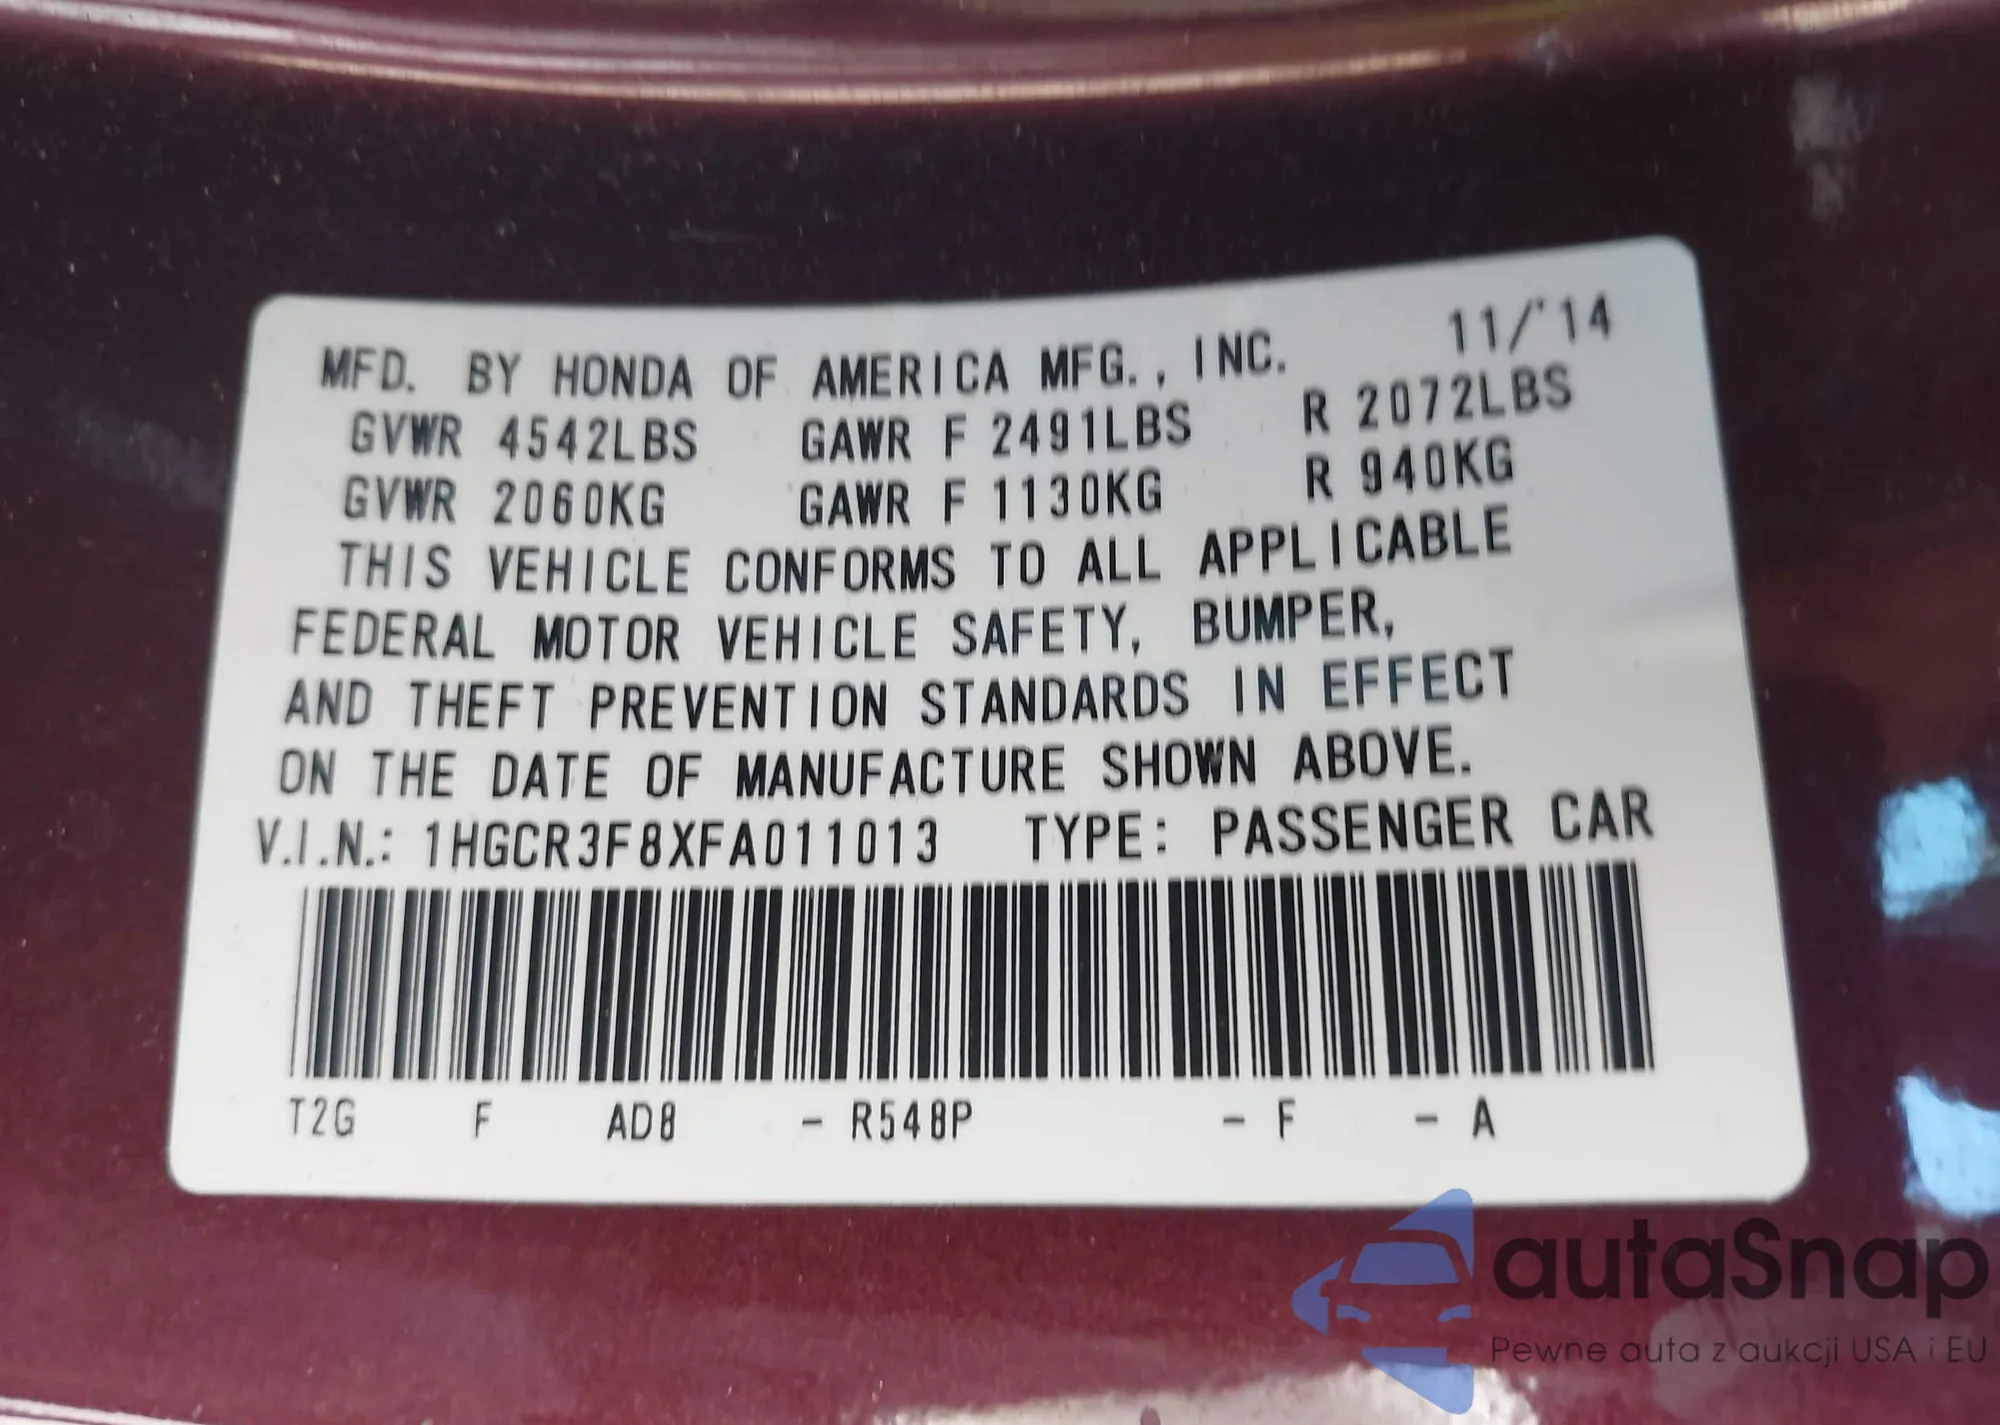 MFD. BY HONDA OF AMERICA MFG., INC. 11/'14
GVWR 4542LBS GAWR F 2491LBS R 2072LBS
GVWR 2060KG GAWR F 1130KG R 940KG
THIS VEHICLE CONFORMS TO ALL APPLICABLE
FEDERAL MOTOR VEHICLE SAFETY, BUMPER,
AND THEFT PREVENTION STANDARDS IN EFFECT
ON THE DATE OF MANUFACTURE SHOWN ABOVE.
V.I.N.: 1HGCR3F8XFA011013 TYPE: PASSENGER CAR
T2G F AD8 - R548P - F - A
autaSnap
Pewne auta z aukcji USA i EU